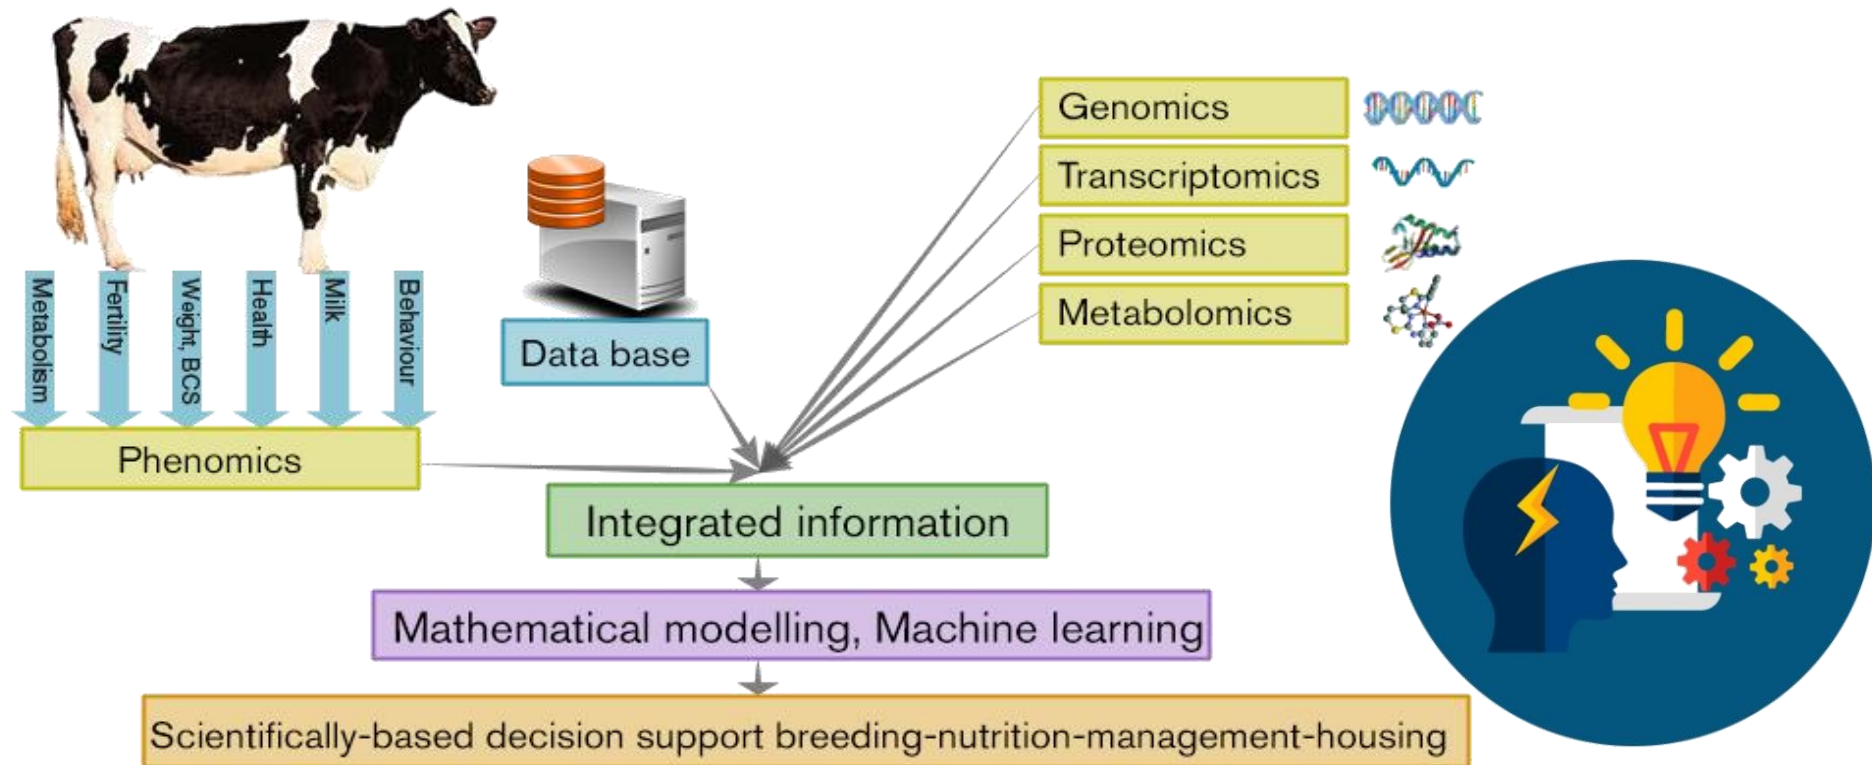 Metabolism
Fertility
Weight, BCS
Health
Milk
Behaviour
Phenomics
Data base
Genomics
Transcriptomics
Proteomics
Metabolomics
Integrated information
Mathematical modelling, Machine learning
Scientifically-based decision support breeding-nutrition-management-housing